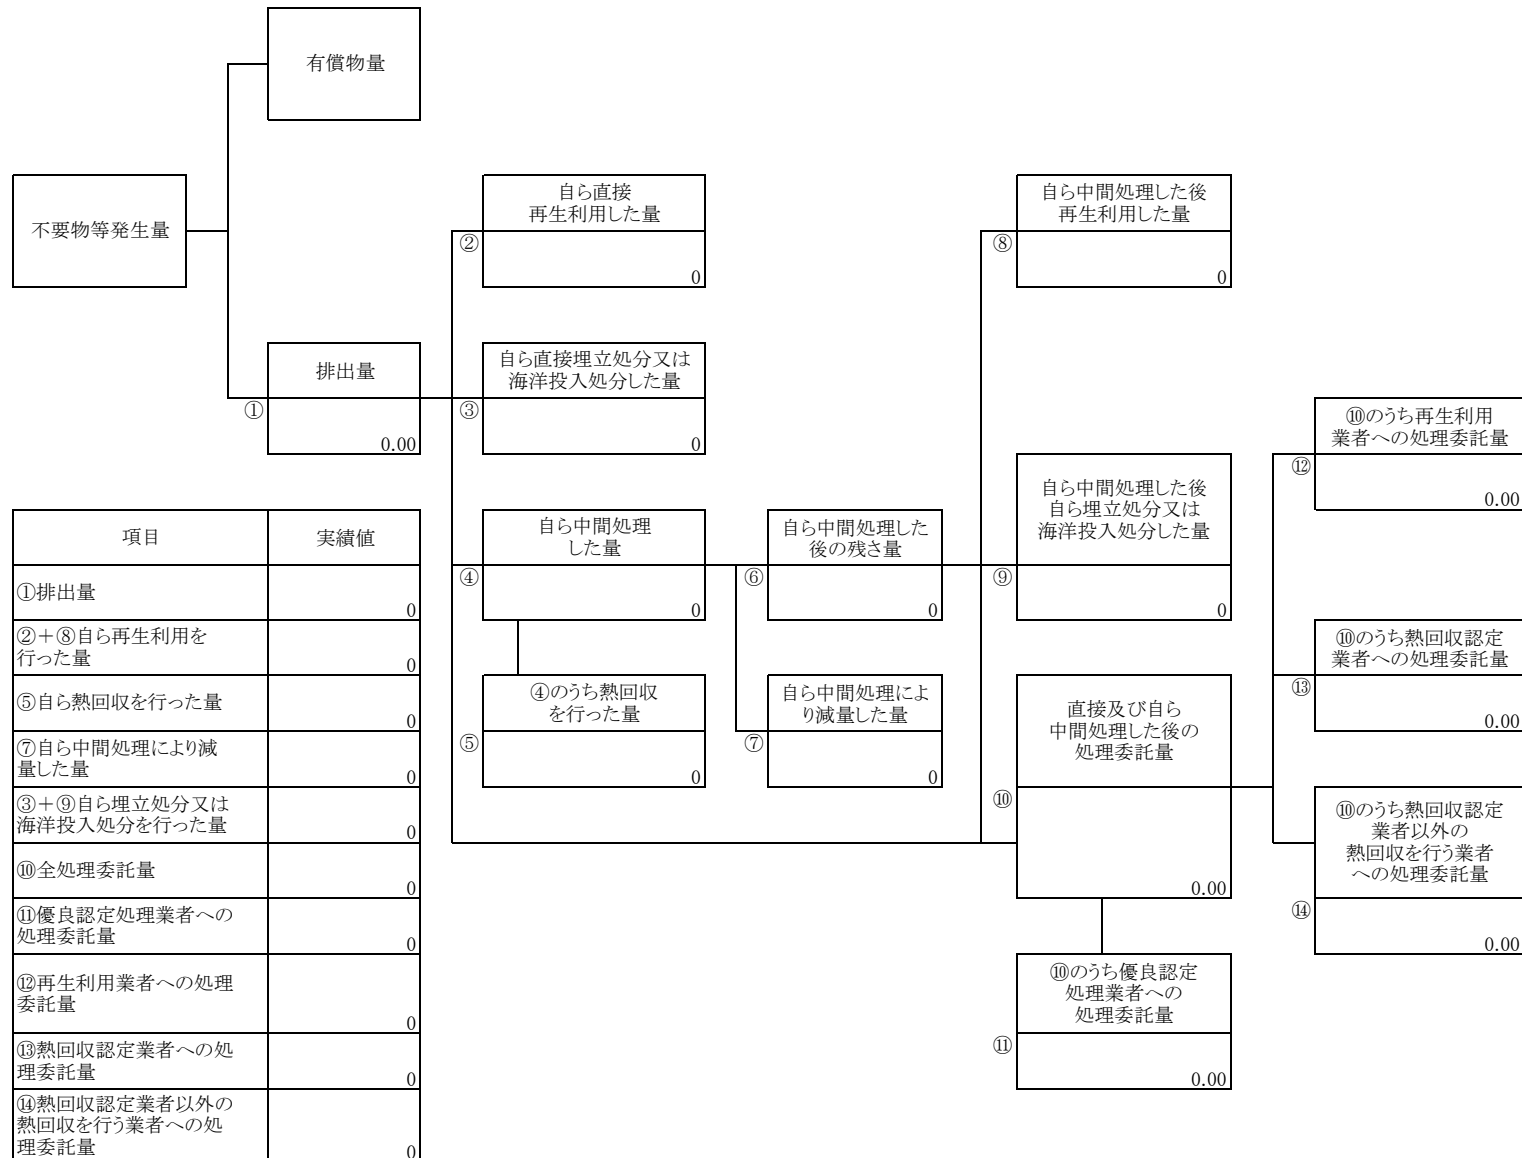 有償物量
不要物等発生量
排出量
①
0.00
自ら直接
再生利用した量
②
0
自ら直接埋立処分又は
海洋投入処分した量
③
0
自ら中間処理
した量
④
0
④のうち熱回収
を行った量
⑤
0
自ら中間処理した
後の残さ量
⑥
0
自ら中間処理によ
り減量した量
⑦
0
自ら中間処理した後
再生利用した量
⑧
0
自ら中間処理した後
自ら埋立処分又は
海洋投入処分した量
⑨
0
直接及び自ら
中間処理した後の
処理委託量
⑩
0.00
⑩のうち優良認定
処理業者への
処理委託量
⑪
0.00
⑩のうち再生利用
業者への処理委託量
⑫
0.00
⑩のうち熱回収認定
業者への処理委託量
⑬
0.00
⑩のうち熱回収認定
業者以外の
熱回収を行う業者
への処理委託量
⑭
0.00
項目 実績値
①排出量
0
②+⑧自ら再生利用を
行った量
0
⑤自ら熱回収を行った量
0
⑦自ら中間処理により減
量した量
0
③+⑨自ら埋立処分又は
海洋投入処分を行った量
0
⑩全処理委託量
0
⑪優良認定処理業者への
処理委託量
0
⑫再生利用業者への処理
委託量
0
⑬熱回収認定業者への処
理委託量
0
⑭熱回収認定業者以外の
熱回収を行う業者への処
理委託量
0